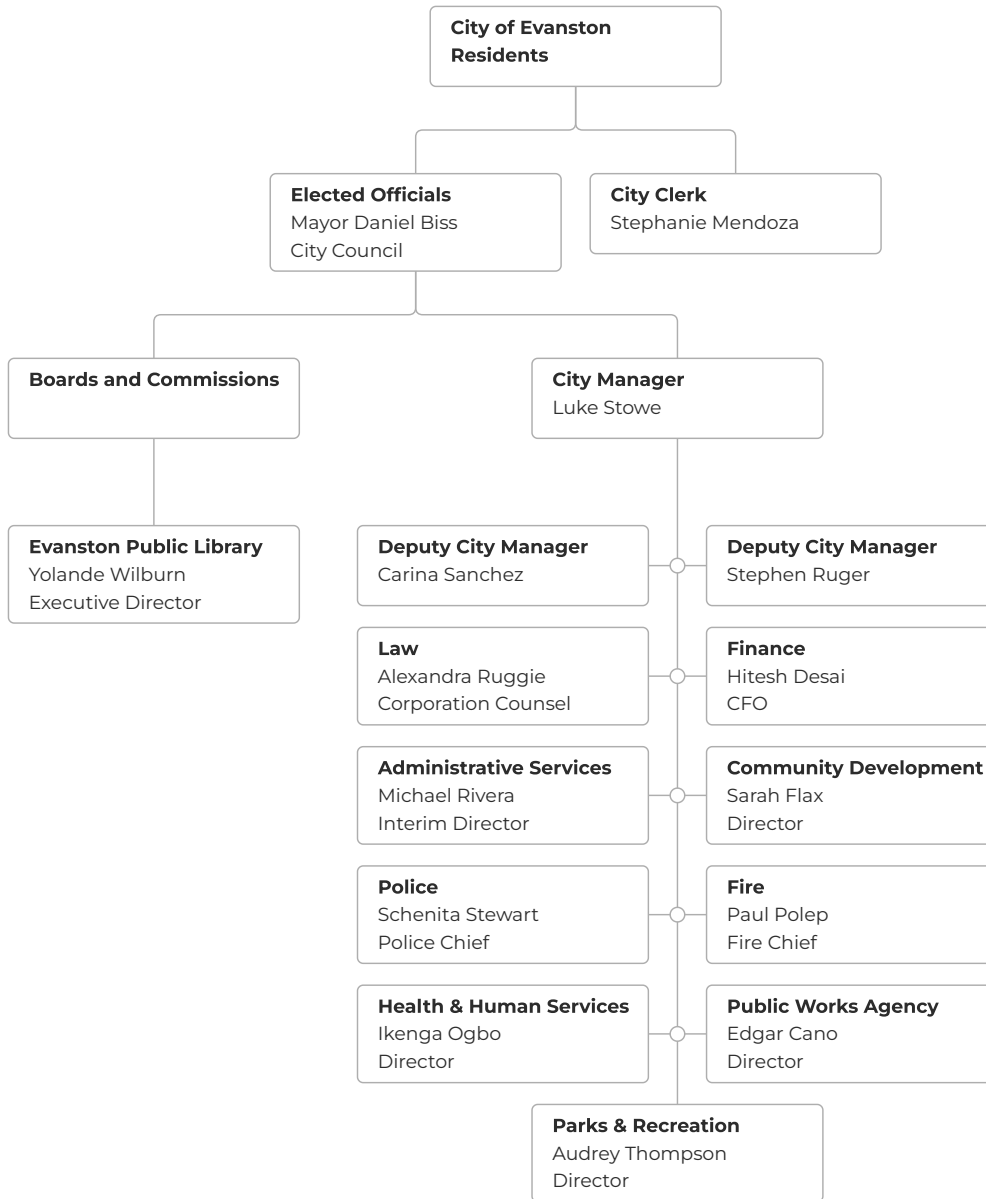 City of Evanston
Residents
Elected Officials
Mayor Daniel Biss
City Council
City Clerk
Stephanie Mendoza
Boards and Commissions
City Manager
Luke Stowe
Evanston Public Library
Yolande Wilburn
Executive Director
Deputy City Manager
Carina Sanchez
Deputy City Manager
Stephen Ruger
Law
Alexandra Ruggie
Corporation Counsel
Finance
Hitesh Desai
CFO
Administrative Services
Michael Rivera
Interim Director
Community Development
Sarah Flax
Director
Police
Schenita Stewart
Police Chief
Fire
Paul Polep
Fire Chief
Health & Human Services
Ikenga Ogbo
Director
Public Works Agency
Edgar Cano
Director
Parks & Recreation
Audrey Thompson
Director